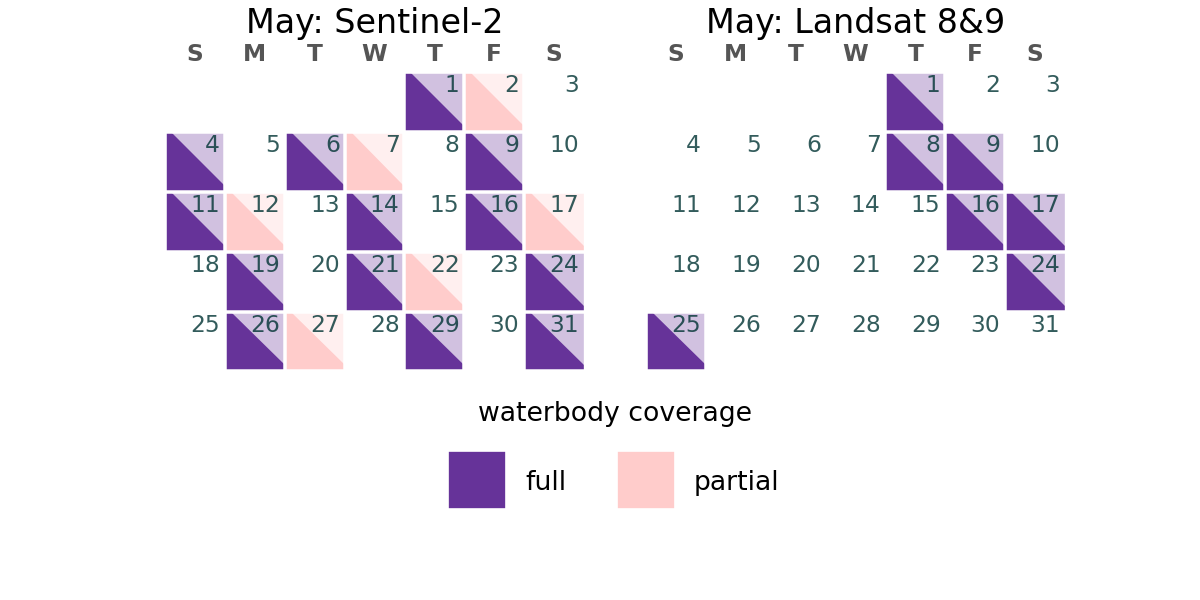 May: Sentinel-2
S M T W T F S
1 2 3
4 5 6 7 8 9 10
11 12 13 14 15 16 17
18 19 20 21 22 23 24
25 26 27 28 29 30 31
May: Landsat 8&9
S M T W T F S
1 2 3
4 5 6 7 8 9 10
11 12 13 14 15 16 17
18 19 20 21 22 23 24
25 26 27 28 29 30 31
waterbody coverage
full partial